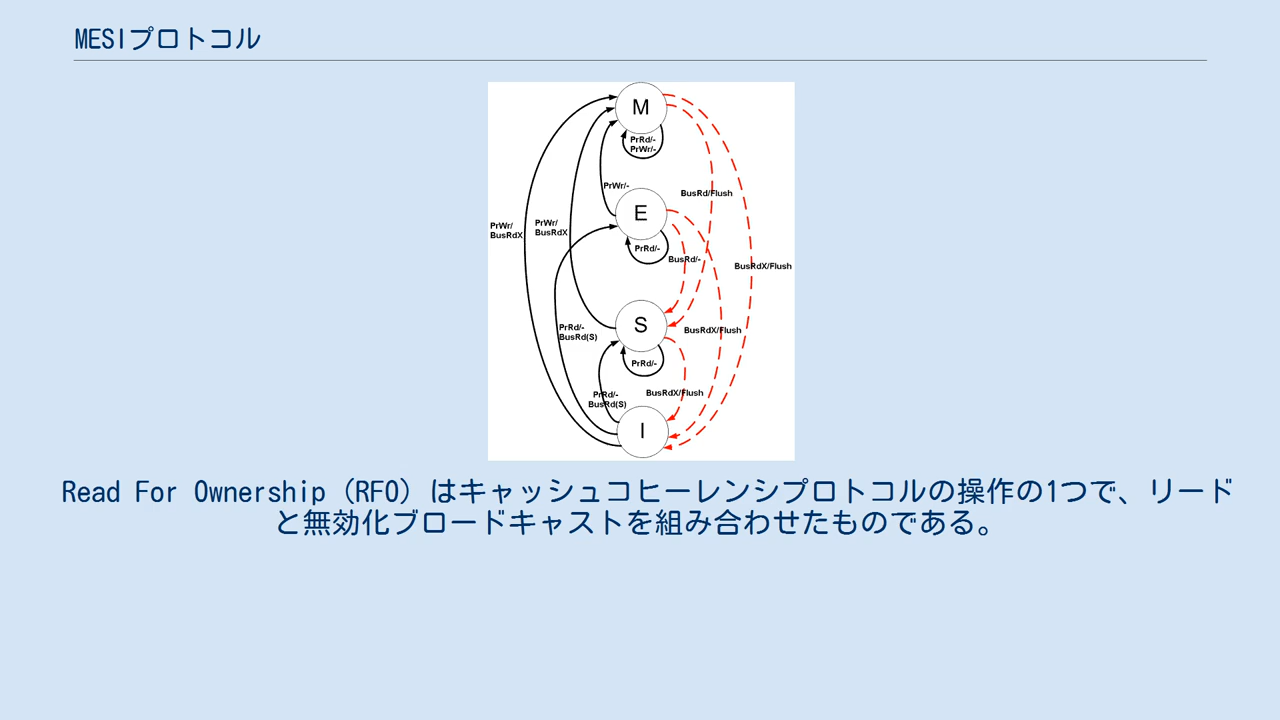 MESIプロトコル
M
PrRd/-
PrWr/-
PrWr/-
BusRd/Flush
E
PrWr/
BusRdX
PrWr/
BusRdX
PrRd/-
BusRd/-
BusRdX/Flush
S
PrRd/-
BusRd(S)
BusRdX/Flush
PrRd/-
PrRd/-
BusRd(S)
BusRdX/Flush
I
Read For Ownership (RFO) はキャッシュコヒーレンシプロトコルの操作の1つで、リード
と無効化ブロードキャストを組み合わせたものである。